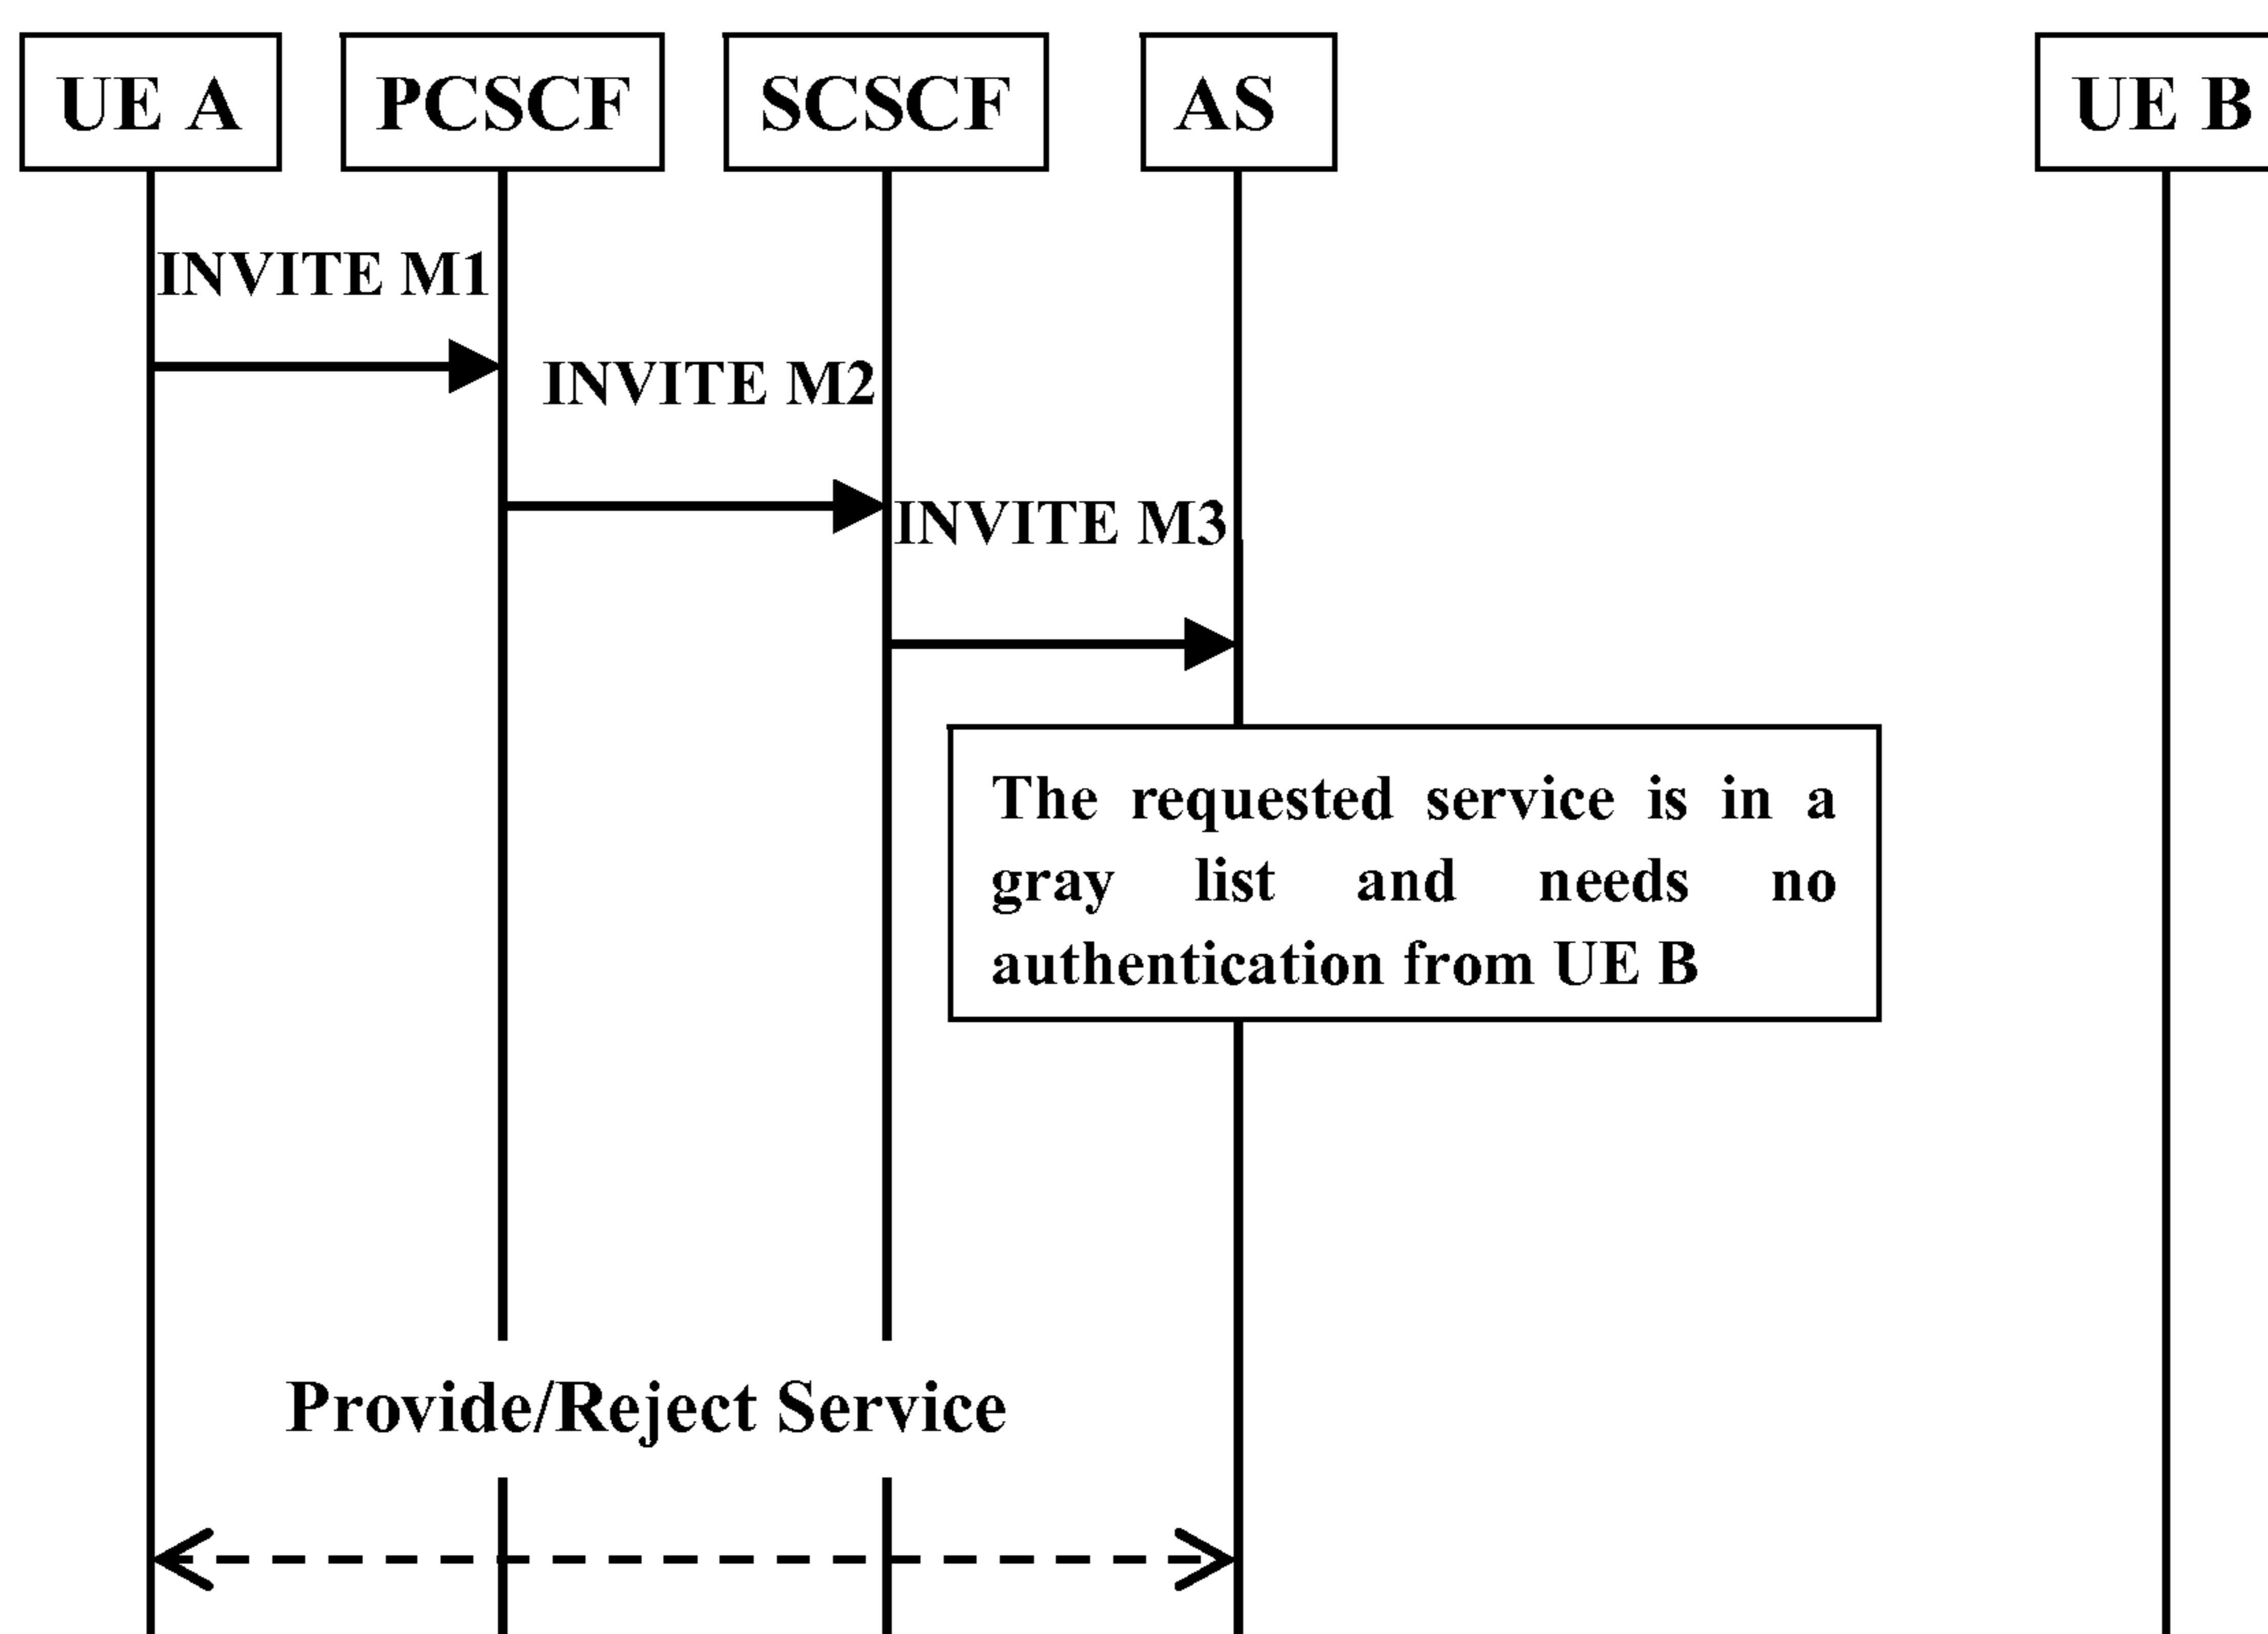 UE A
PCSCF
SCSCF
AS
UE B
INVITE M1
INVITE M2
INVITE M3
The requested service is in a
gray list and needs no
authentication from UE B
Provide/Reject Service